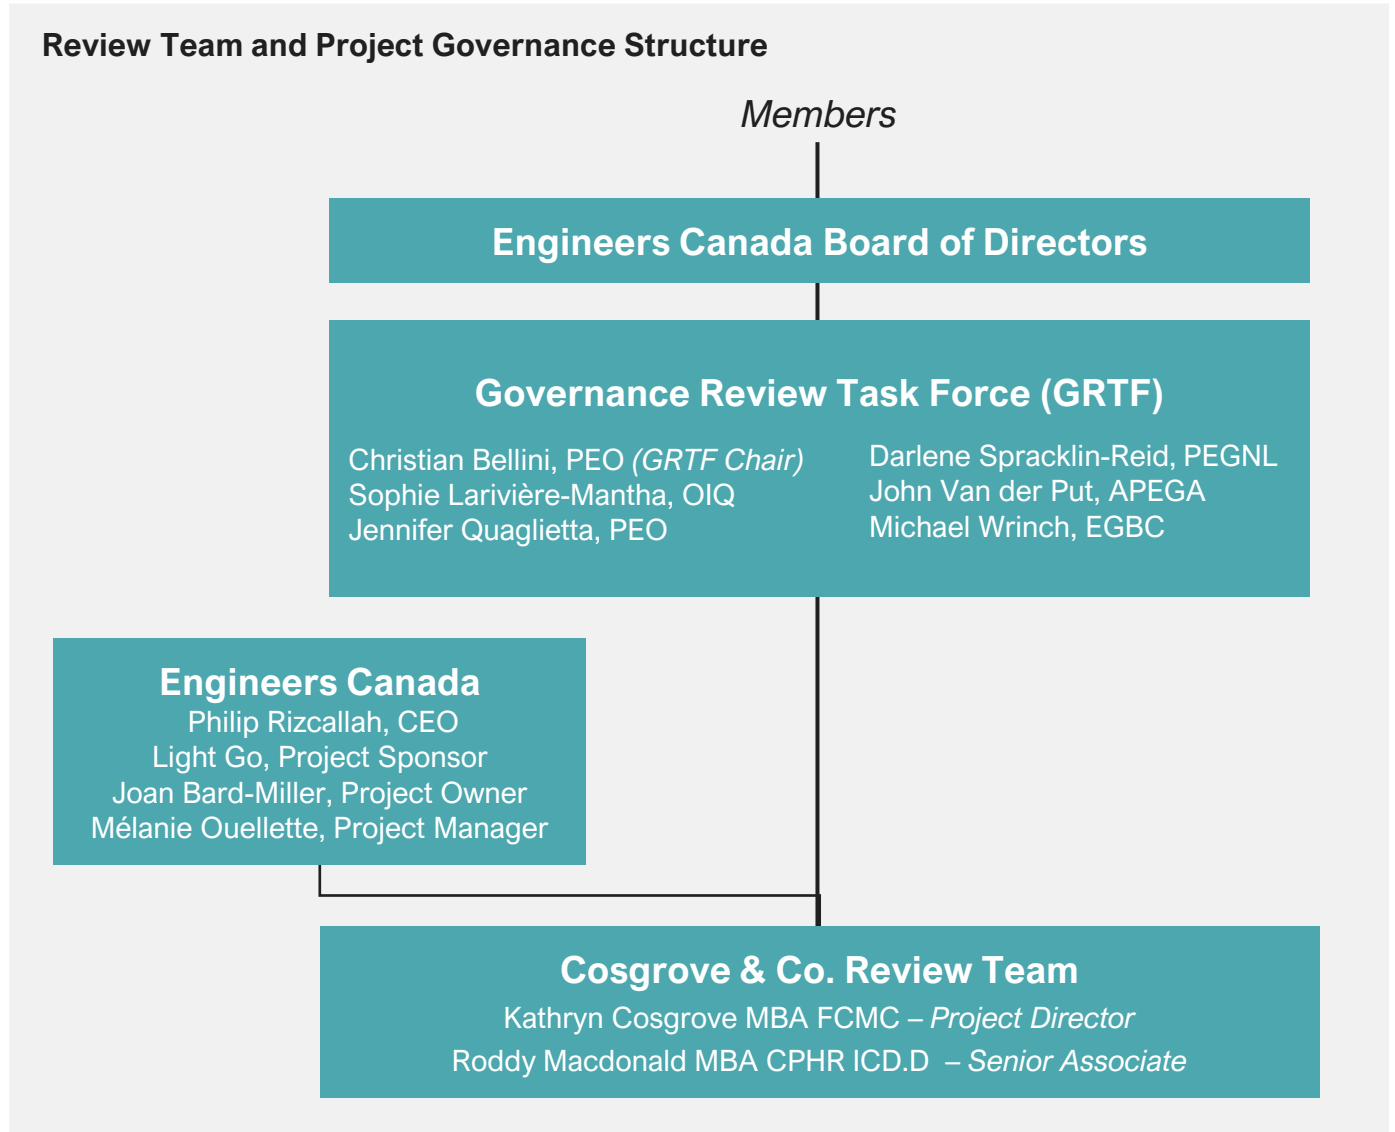 Review Team and Project Governance Structure
Members
Engineers Canada Board of Directors
Governance Review Task Force (GRTF)
Christian Bellini, PEO (GRTF Chair)
Sophie Larivière-Mantha, OIQ
Jennifer Quaglietta, PEO
Darlene Spracklin-Reid, PEGNL
John Van der Put, APEGA
Michael Wrinch, EGBC
Engineers Canada
Philip Rizcallah, CEO
Light Go, Project Sponsor
Joan Bard-Miller, Project Owner
Mélanie Ouellette, Project Manager
Cosgrove & Co. Review Team
Kathryn Cosgrove MBA FCMC – Project Director
Roddy Macdonald MBA CPHR ICD.D – Senior Associate